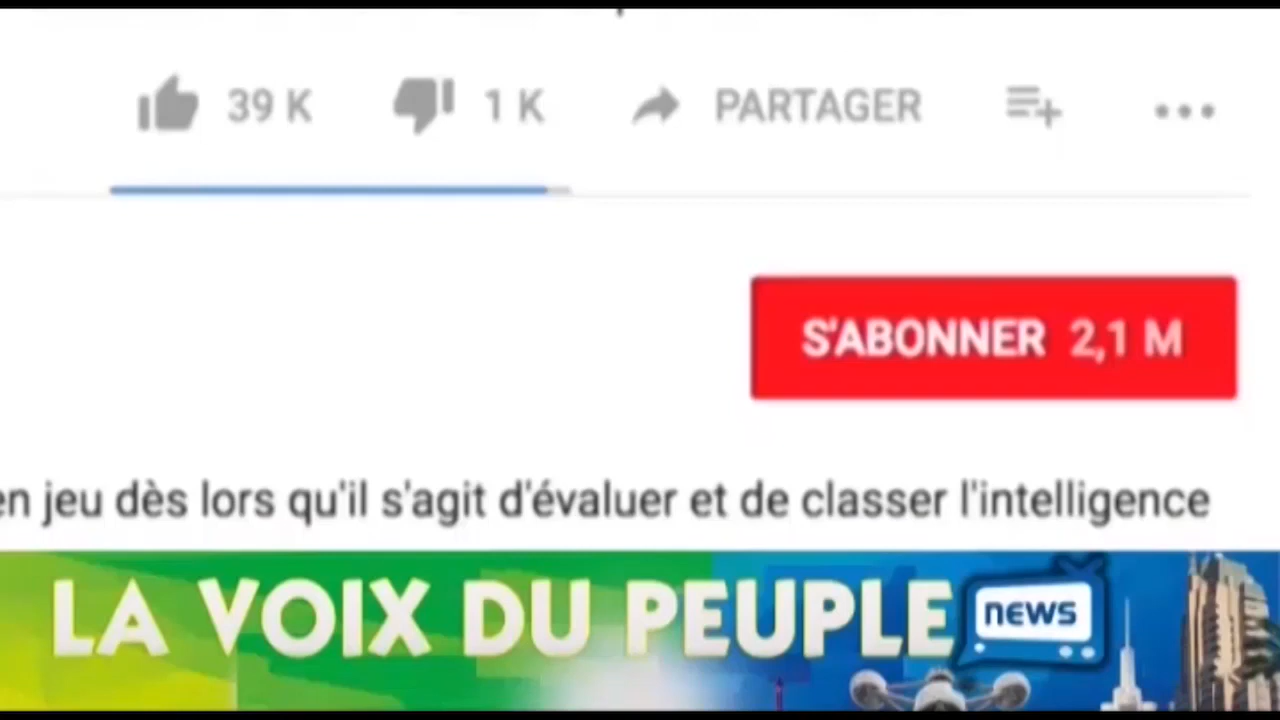 39 K 1 K PARTAGER
S'ABONNER 2,1 M
en jeu dès lors qu'il s'agit d'évaluer et de classer l'intelligence
LA VOIX DU PEUPLE news